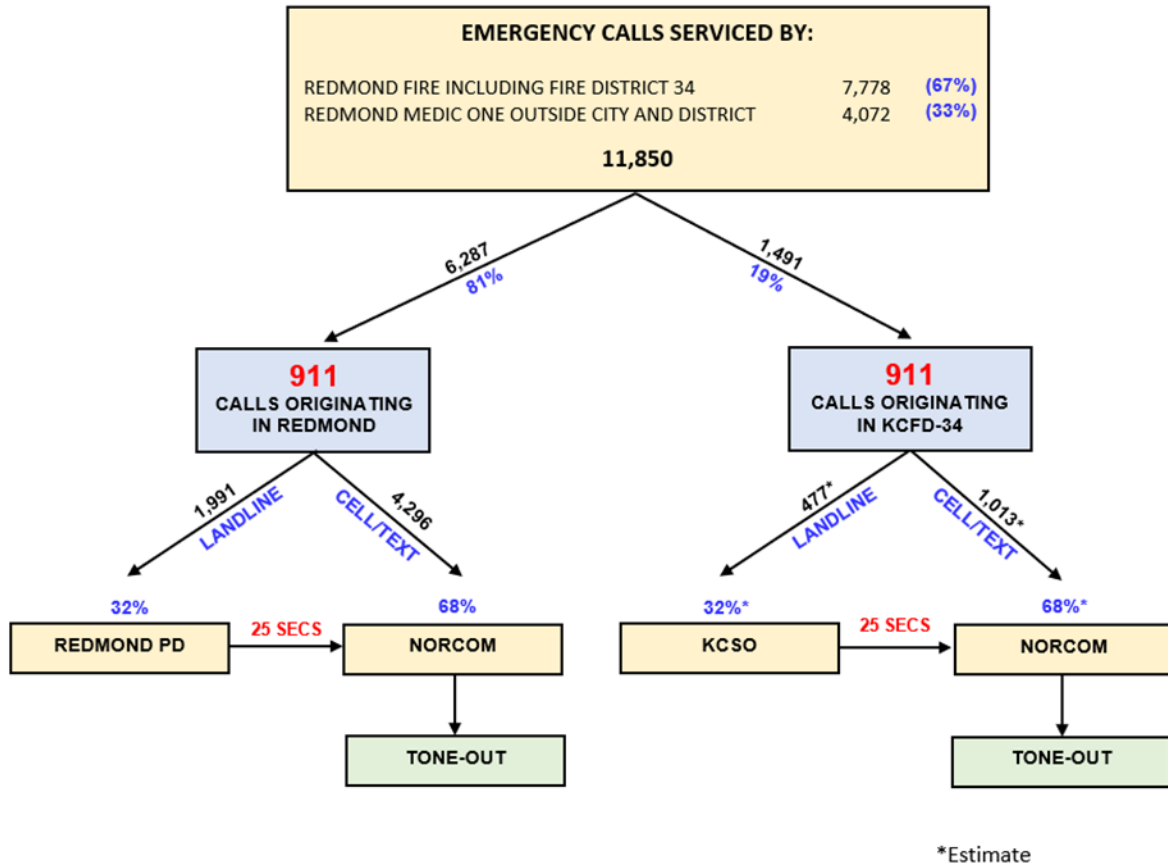 EMERGENCY CALLS SERVICED BY:
REDMOND FIRE INCLUDING FIRE DISTRICT 34 7,778 (67%)
REDMOND MEDIC ONE OUTSIDE CITY AND DISTRICT 4,072 (33%)
11,850
6,287
81%
1,491
19%
911
CALLS ORIGINATING
IN REDMOND
911
CALLS ORIGINATING
IN KCFD-34
1,991
LANDLINE
4,296
CELL/TEXT
477*
LANDLINE
1,013*
CELL/TEXT
32%
68%
32%*
68%*
REDMOND PD
25 SECS
NORCOM
KCSO
25 SECS
NORCOM
TONE-OUT
TONE-OUT
*Estimate